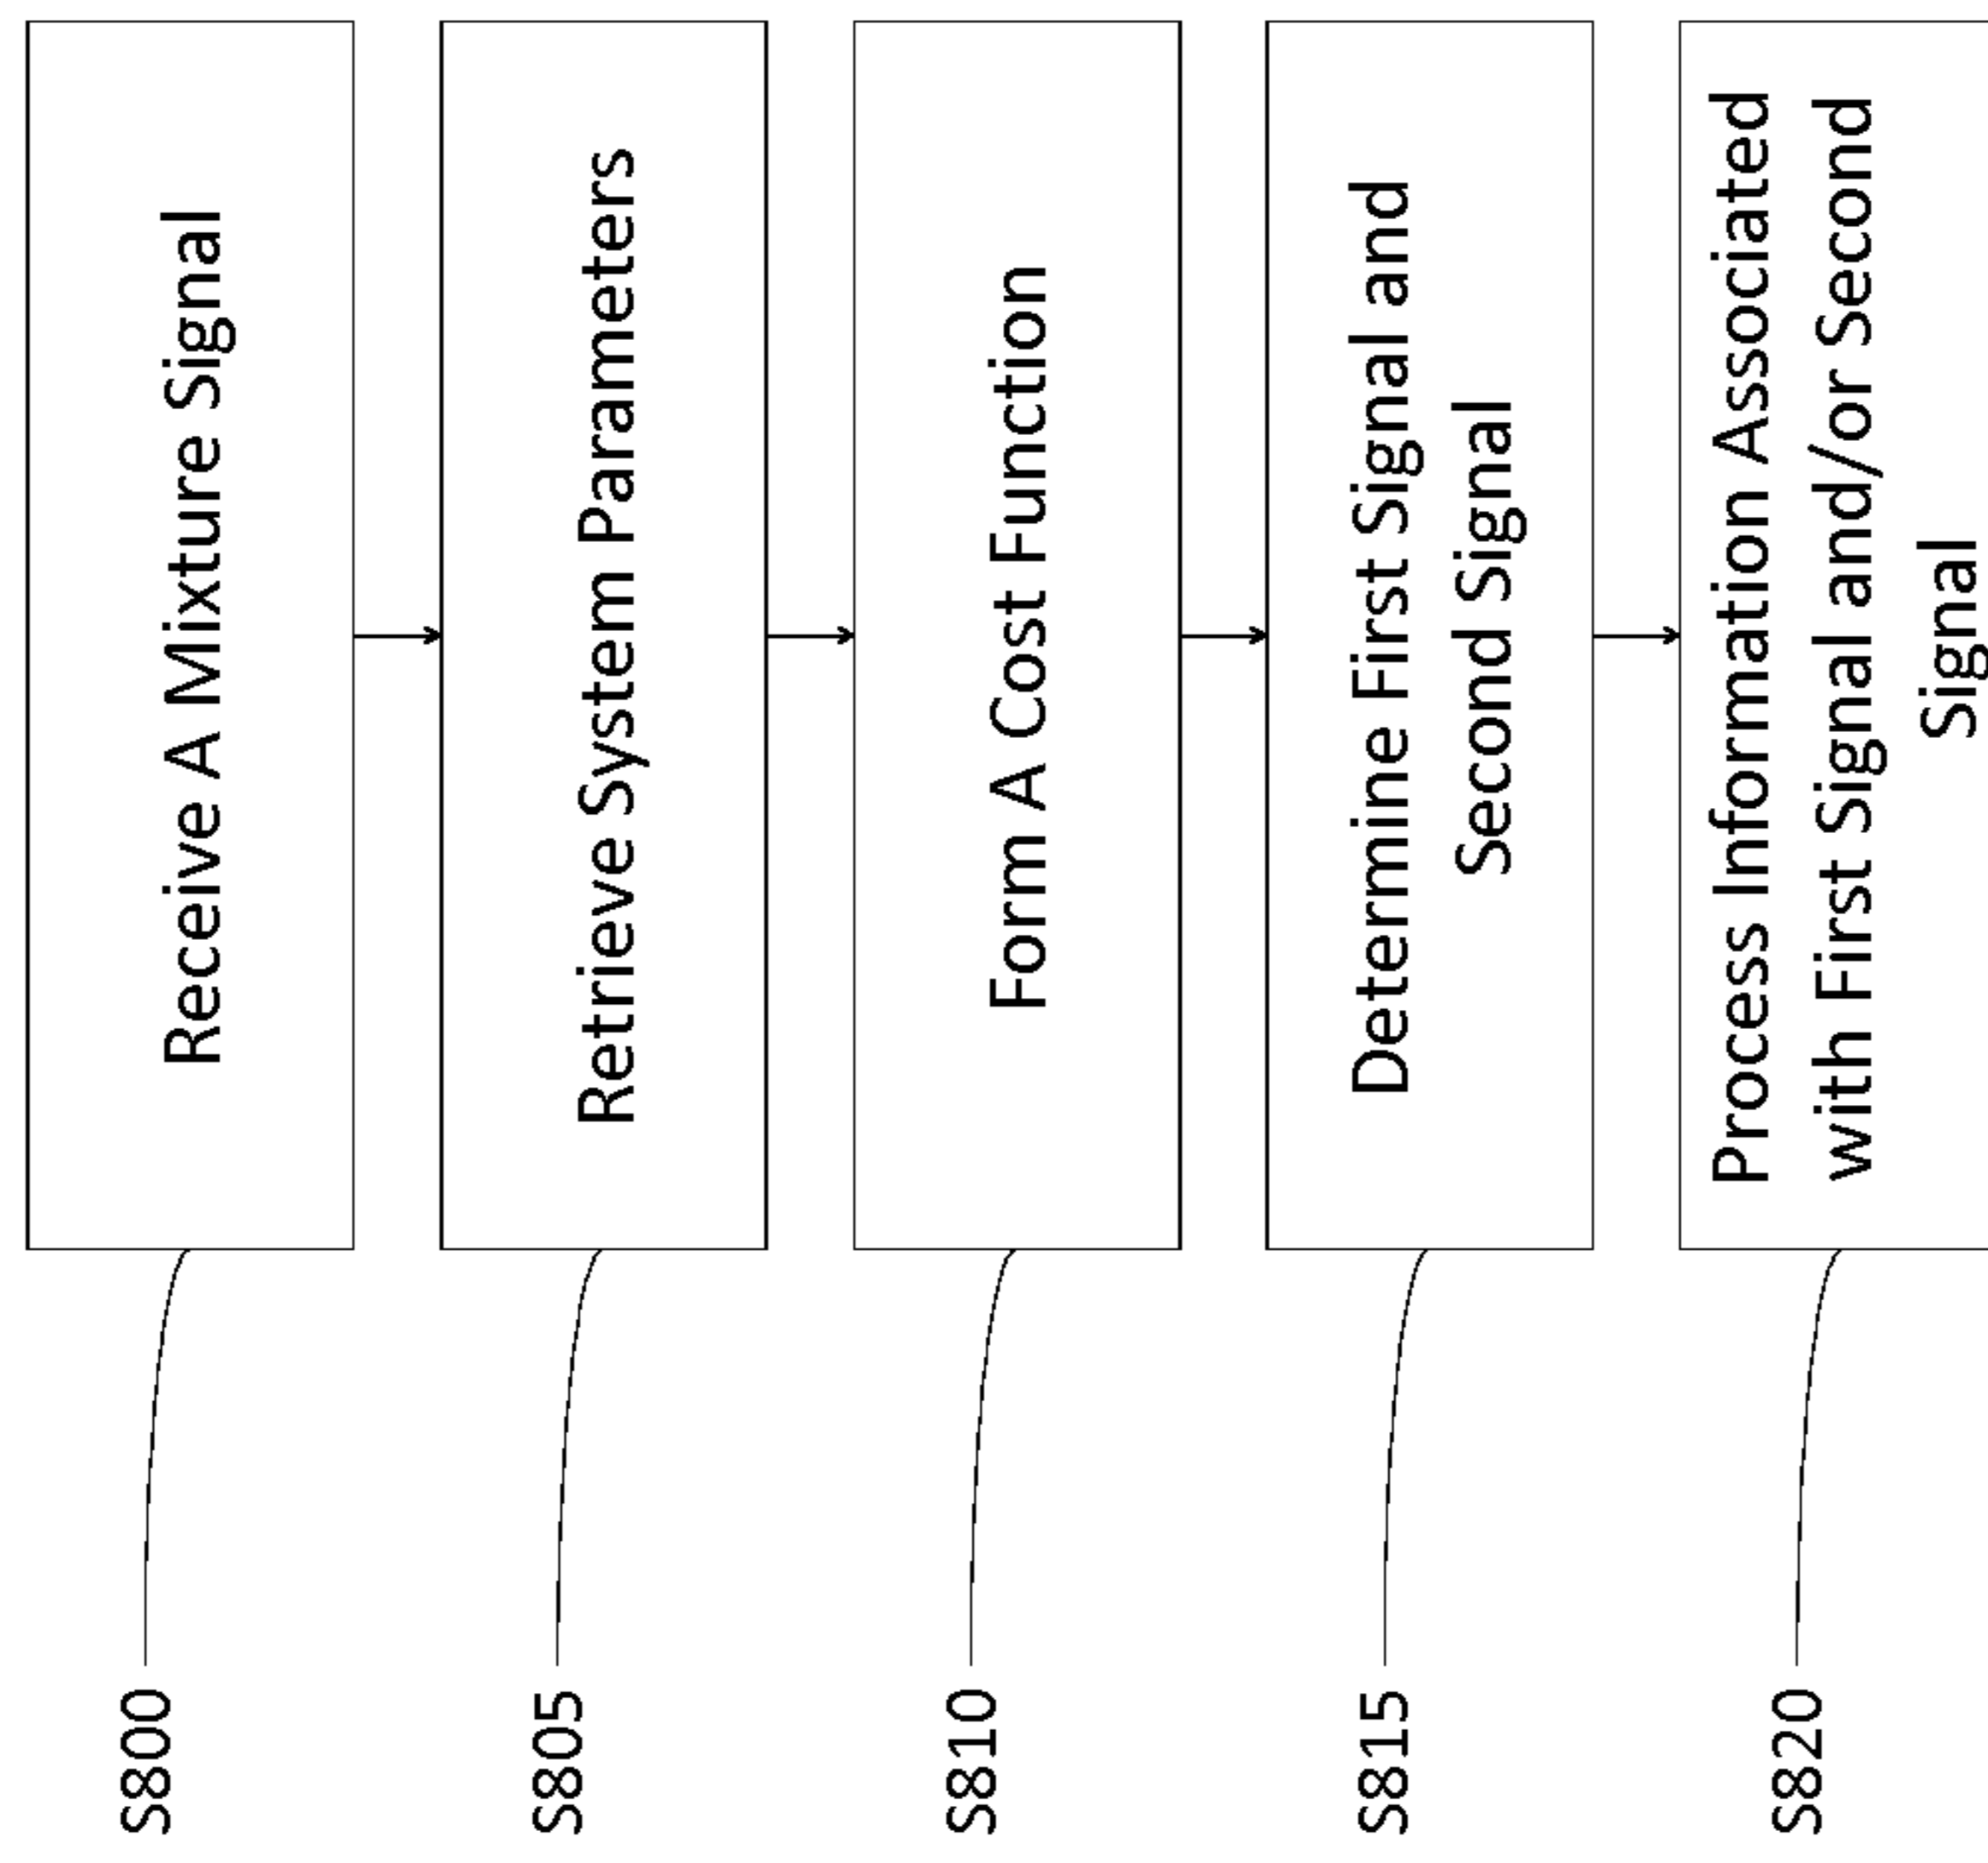 S800
Receive A Mixture Signal
S805
Retrieve System Parameters
S810
Form A Cost Function
S815
Determine First Signal and
Second Signal
S820
Process Information Associated
with First Signal and/or Second
Signal